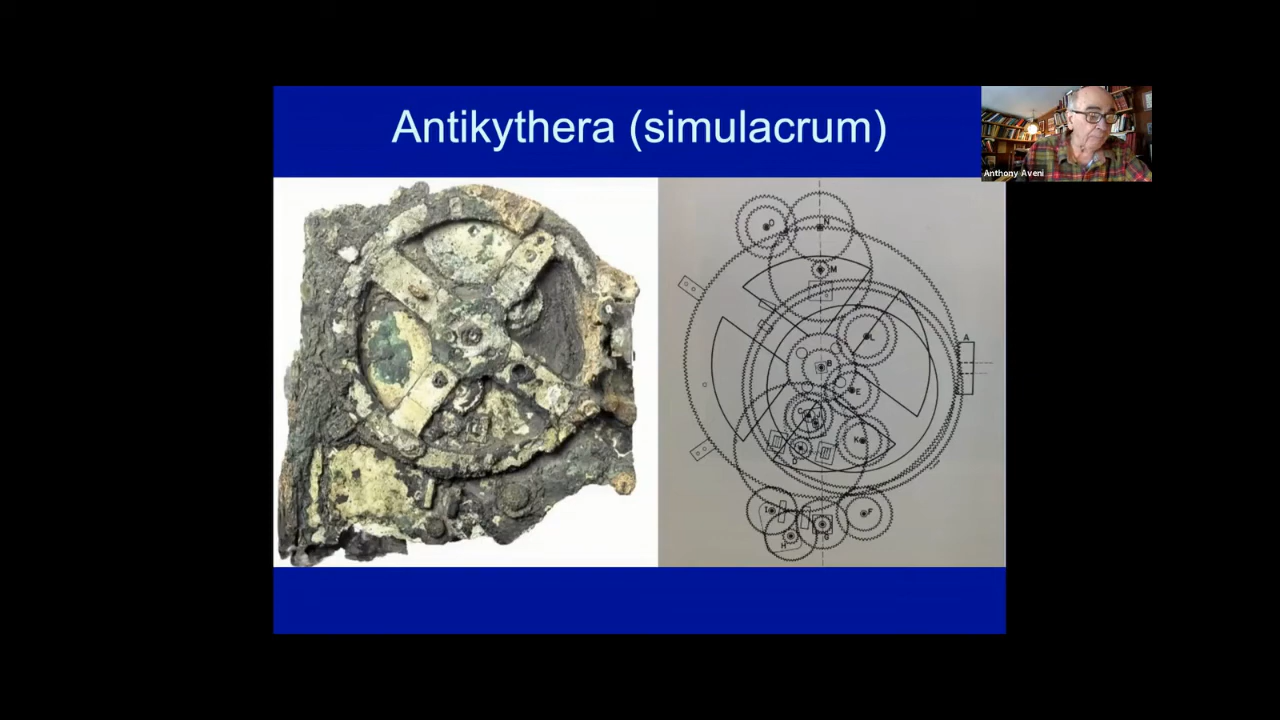 Antikythera (simulacrum)
Anthony Aveni
O
N
M
L
B
E
K
A
I
H
G
F